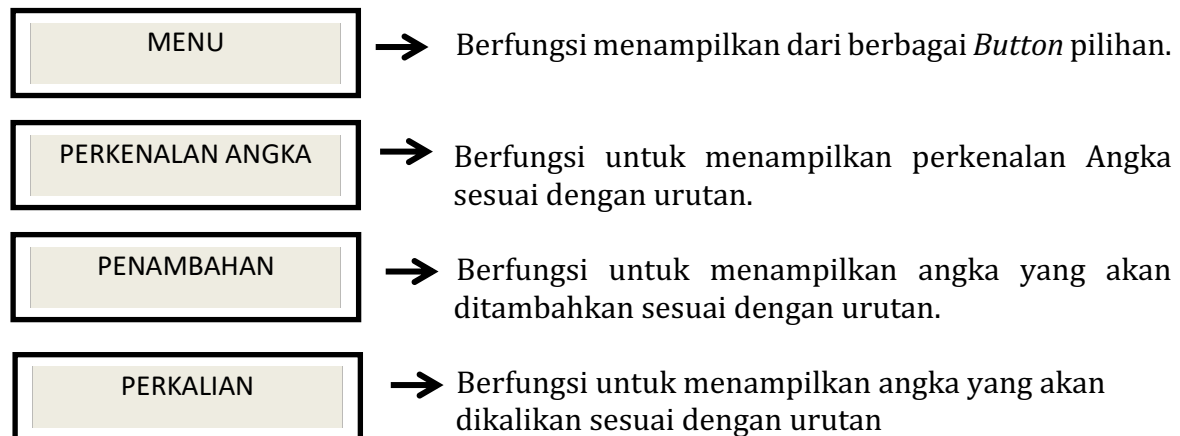 MENU
Berfungsi menampilkan dari berbagai Button pilihan.
PERKENALAN ANGKA
Berfungsi untuk menampilkan perkenalan Angka
sesuai dengan urutan.
PENAMBAHAN
Berfungsi untuk menampilkan angka yang akan
ditambahkan sesuai dengan urutan.
PERKALIAN
Berfungsi untuk menampilkan angka yang akan
dikalikan sesuai dengan urutan